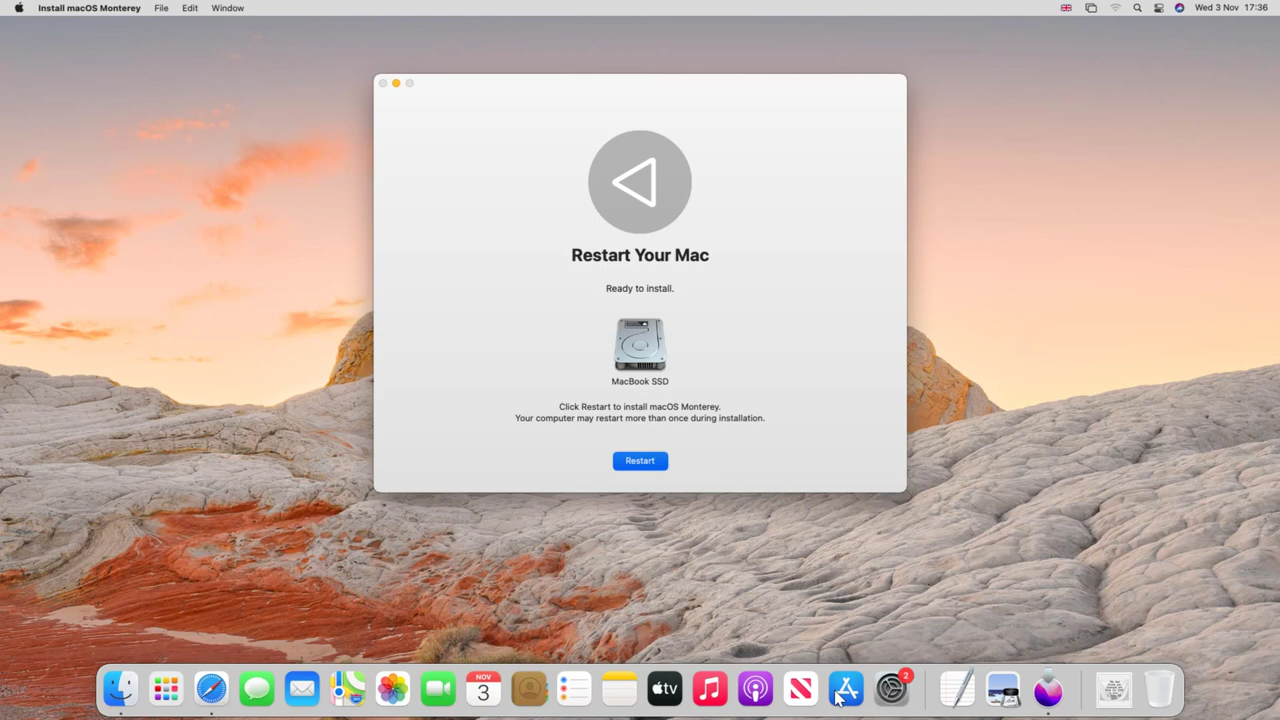 Install macOS Monterey File Edit Window Wed 3 Nov 17:36
Restart Your Mac
Ready to install.
MacBook SSD
Click Restart to install macOS Monterey.
Your computer may restart more than once during installation.
Restart
NOV
3
tv
2